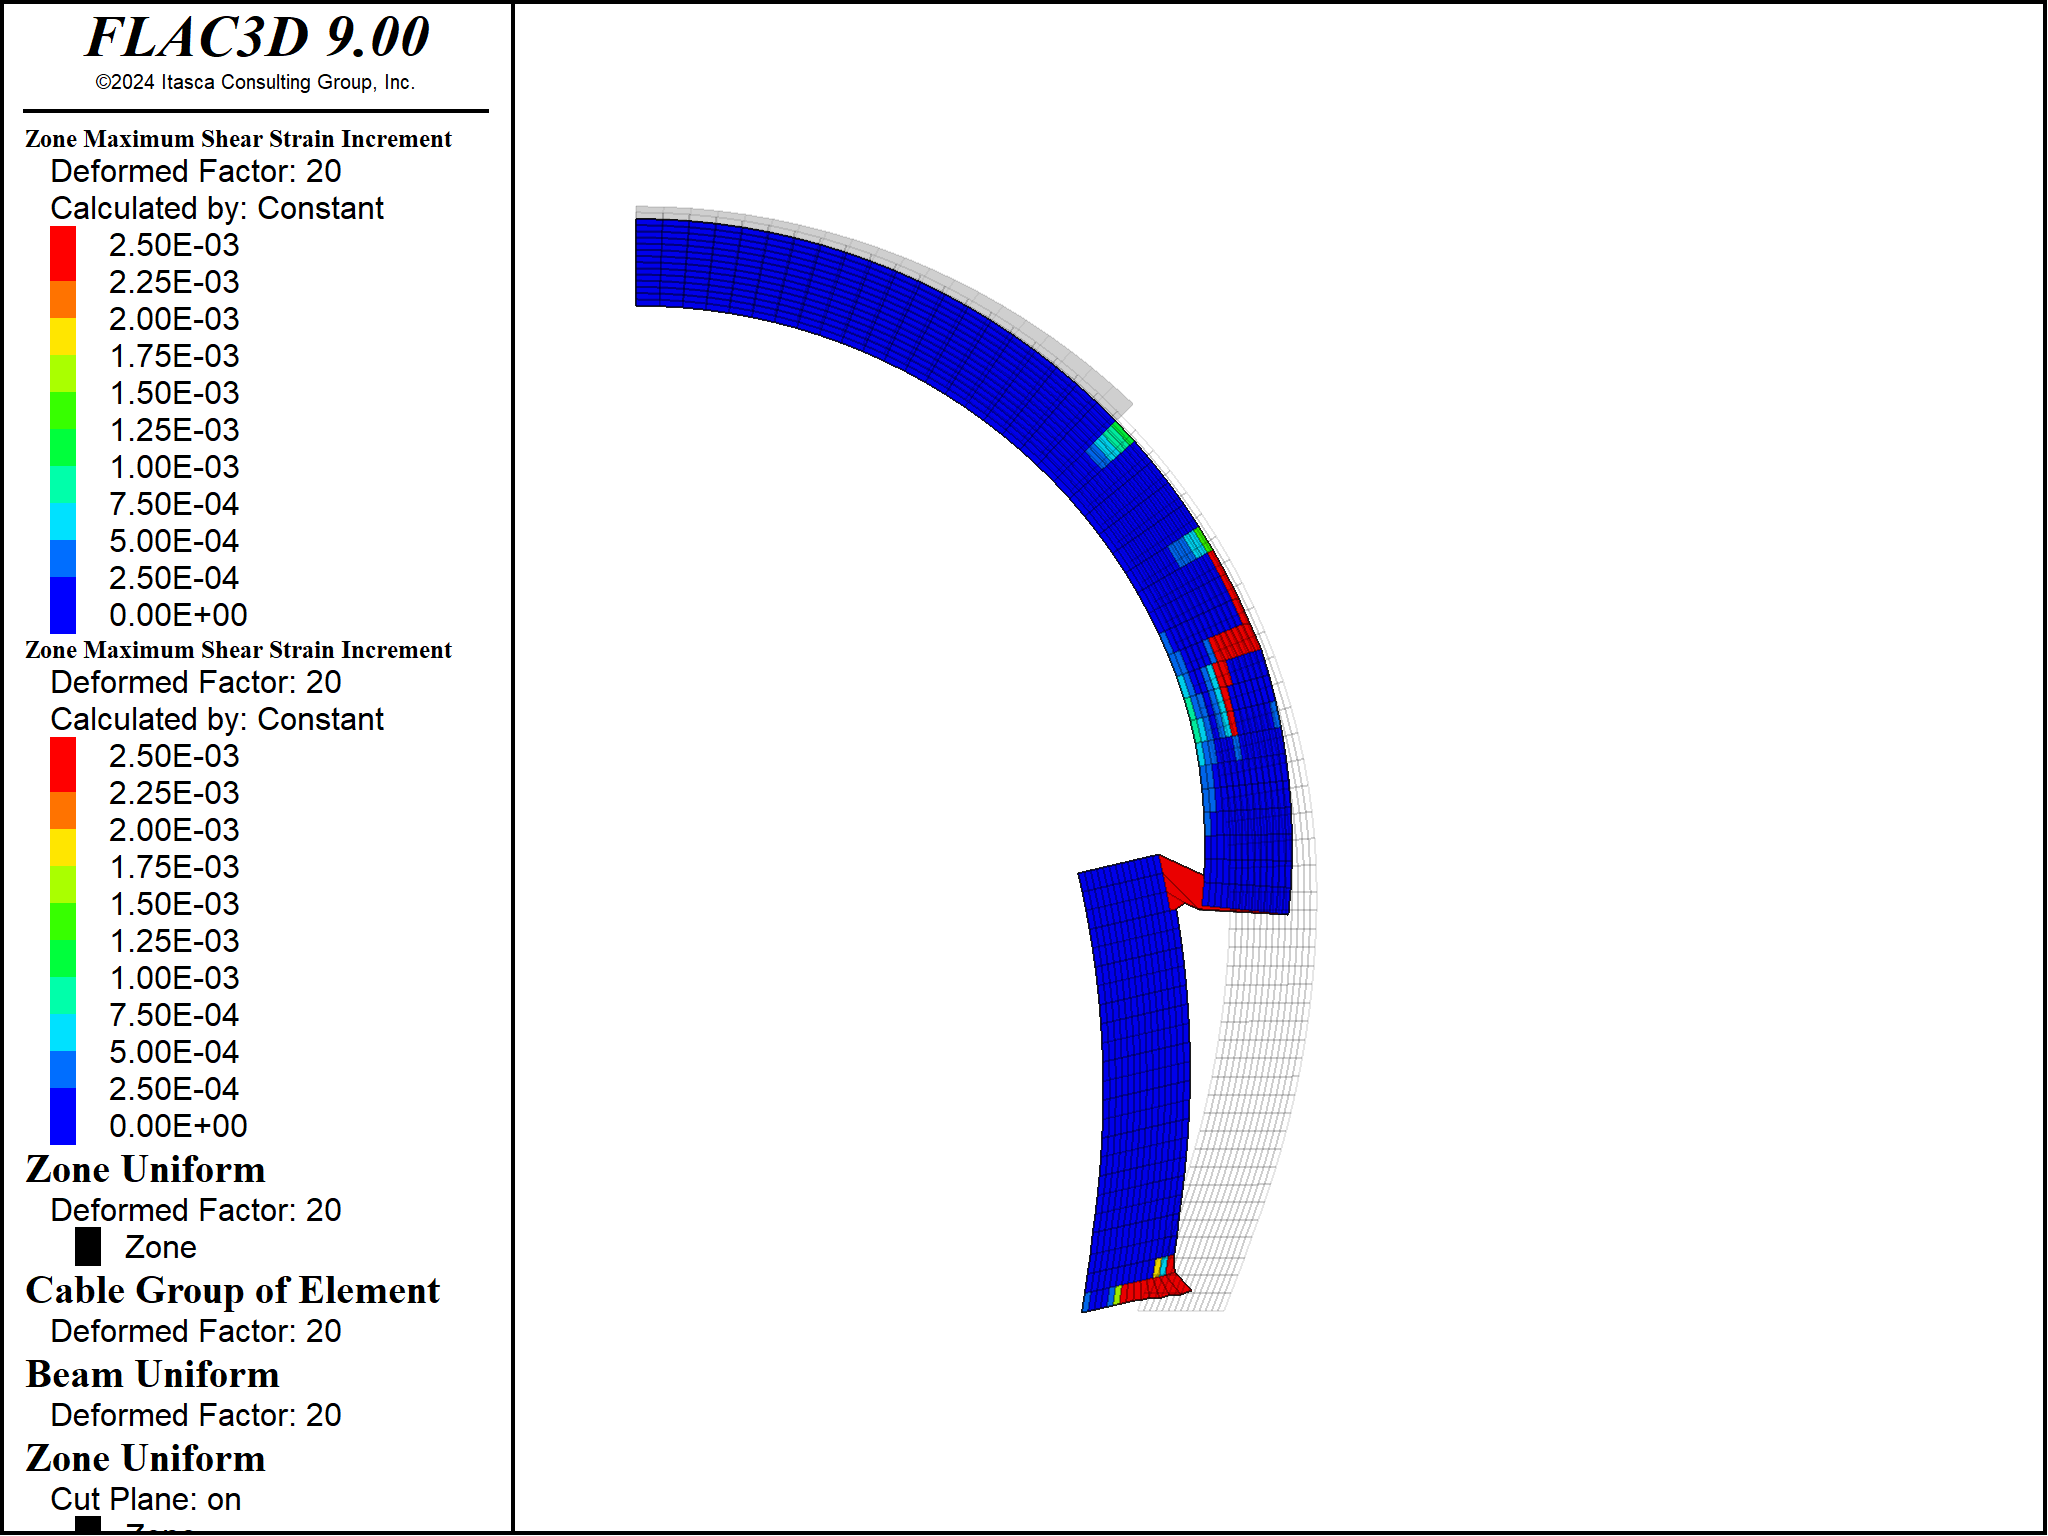 FLAC3D 9.00
©2024 Itasca Consulting Group, Inc.
Zone Maximum Shear Strain Increment
Deformed Factor: 20
Calculated by: Constant
2.50E-03
2.25E-03
2.00E-03
1.75E-03
1.50E-03
1.25E-03
1.00E-03
7.50E-04
5.00E-04
2.50E-04
0.00E+00
Zone Maximum Shear Strain Increment
Deformed Factor: 20
Calculated by: Constant
2.50E-03
2.25E-03
2.00E-03
1.75E-03
1.50E-03
1.25E-03
1.00E-03
7.50E-04
5.00E-04
2.50E-04
0.00E+00
Zone Uniform
Deformed Factor: 20
Zone
Cable Group of Element
Deformed Factor: 20
Beam Uniform
Deformed Factor: 20
Zone Uniform
Cut Plane: on